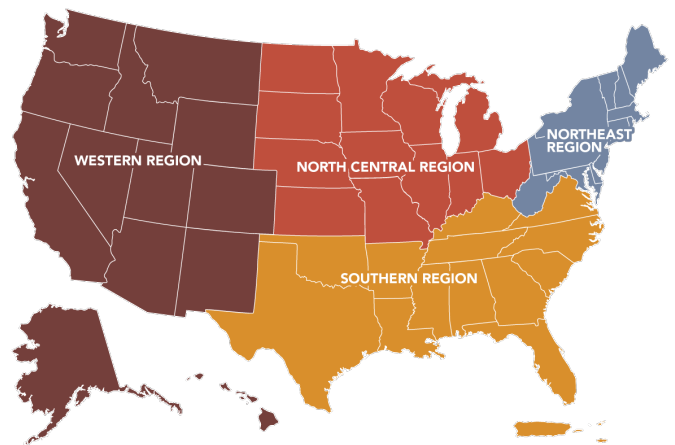 WESTERN REGION
NORTH CENTRAL REGION
NORTHEAST
REGION
SOUTHERN REGION